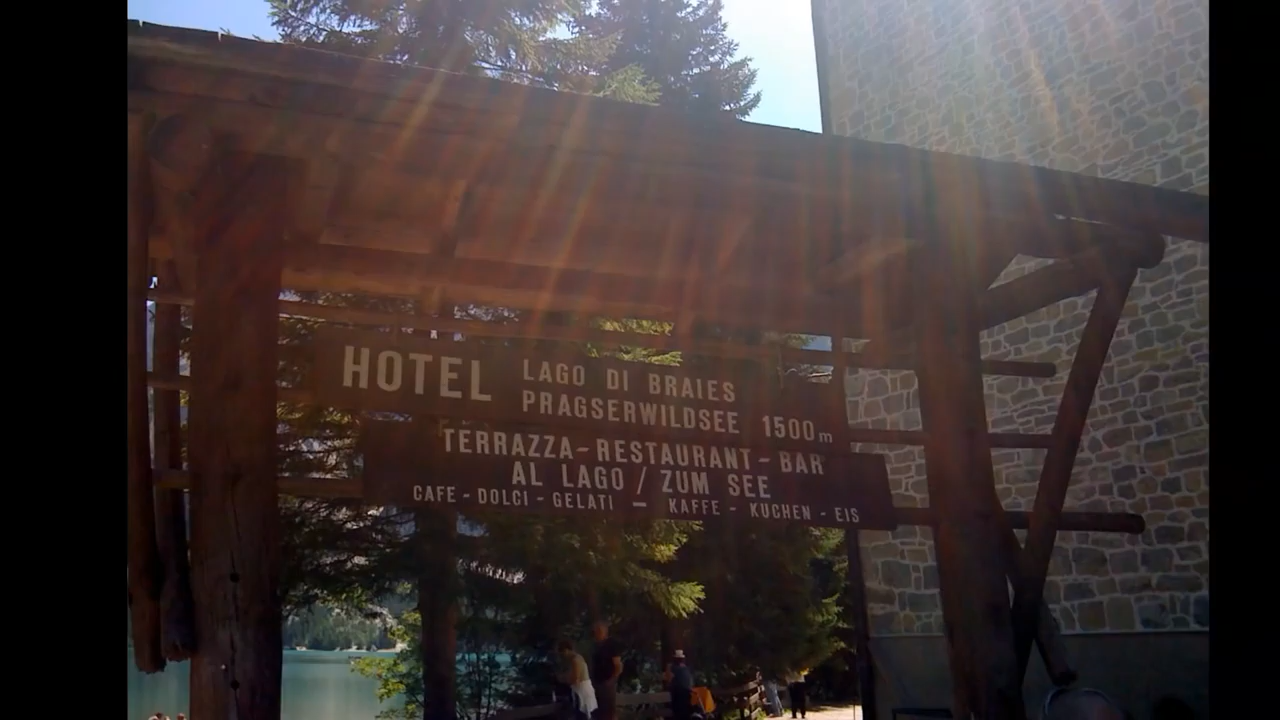 HOTEL LAGO DI BRAIES
PRAGSERWILDSEE 1500m
TERRAZZA-RESTAURANT-BAR
AL LAGO / ZUM SEE
CAFE - DOLCI - GELATI - KAFFE - KUCHEN - EIS